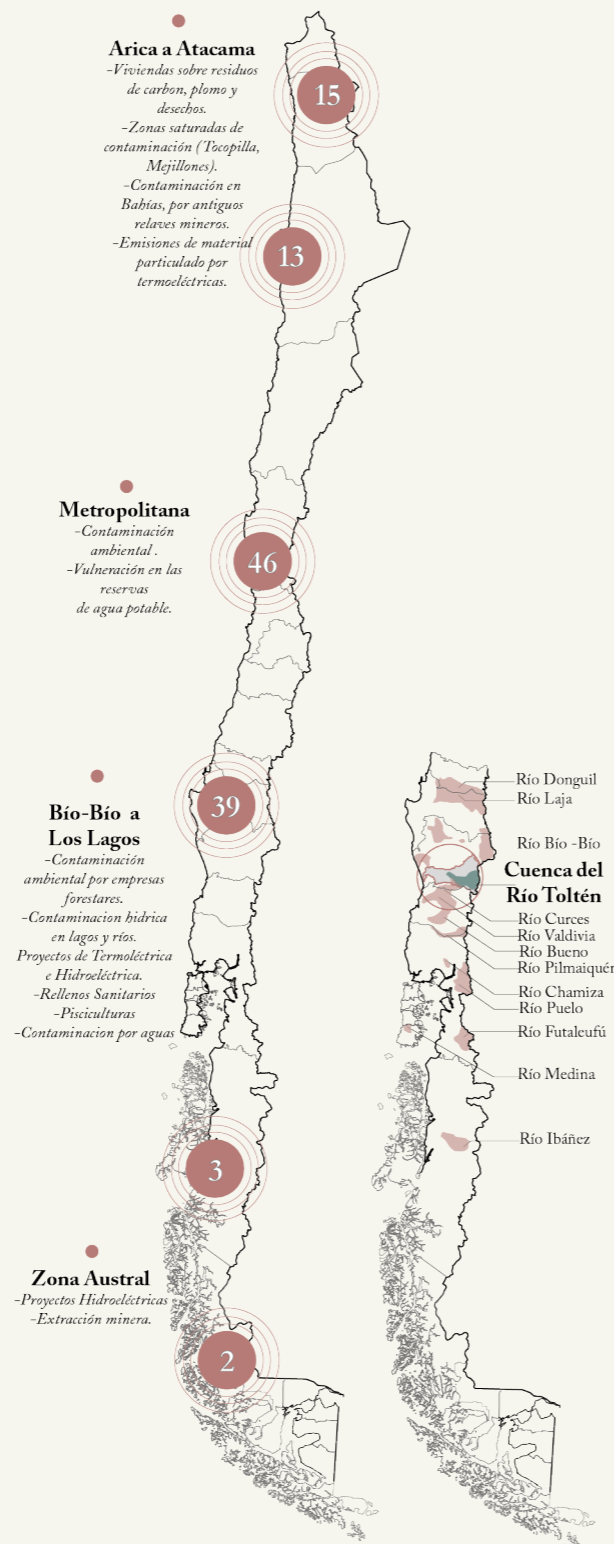 Arica a Atacama
-Viviendas sobre residuos
de carbon, plomo y
desechos.
-Zonas saturadas de
contaminación (Tocopilla,
Mejillones).
-Contaminación en
Bahías, por antiguos
relaves mineros.
-Emisiones de material
particulado por
termoeléctricas.
15
13
Metropolitana
-Contaminación
ambiental .
-Vulneración en las
reservas
de agua potable.
46
Bío-Bío a
Los Lagos
-Contaminación
ambiental por empresas
forestares.
-Contaminacion hidrica
en lagos y ríos.
Proyectos de Termoléctrica
e Hidroeléctrica.
-Rellenos Sanitarios
-Pisciculturas
-Contaminacion por aguas
39
3
Zona Austral
-Proyectos Hidroeléctricas
-Extracción minera.
2
Río Donguil
Río Laja
Río Bío -Bío
Cuenca del
Río Toltén
Río Curces
Río Valdivia
Río Bueno
Río Pilmaiquén
Río Chamiza
Río Puelo
Río Futaleufú
Río Medina
Río Ibáñez